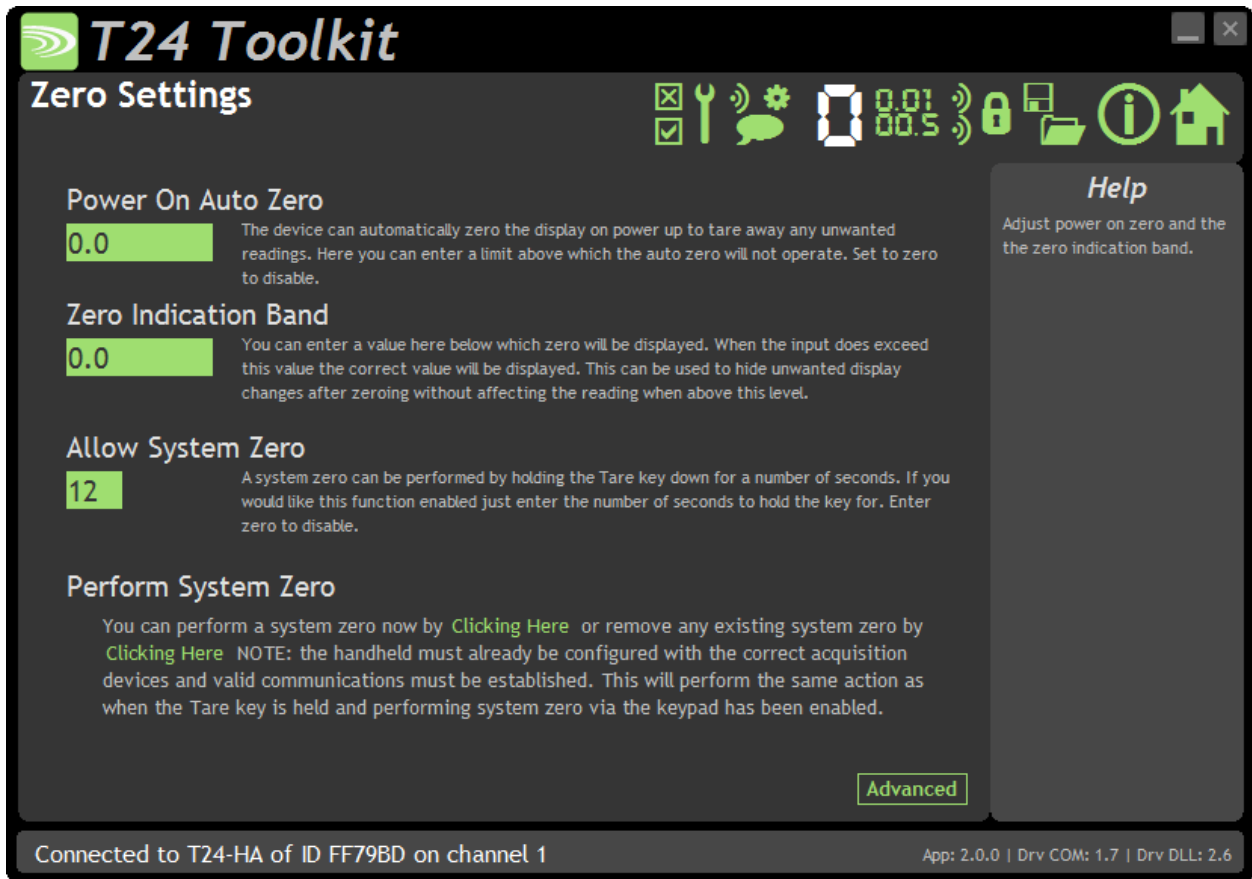 T24 Toolkit
Zero Settings
0
0.01
00.5
Power On Auto Zero
0.0
The device can automatically zero the display on power up to tare away any unwanted
readings. Here you can enter a limit above which the auto zero will not operate. Set to zero
to disable.
Zero Indication Band
0.0
You can enter a value here below which zero will be displayed. When the input does exceed
this value the correct value will be displayed. This can be used to hide unwanted display
changes after zeroing without affecting the reading when above this level.
Allow System Zero
12
A system zero can be performed by holding the Tare key down for a number of seconds. If you
would like this function enabled just enter the number of seconds to hold the key for. Enter
zero to disable.
Perform System Zero
You can perform a system zero now by Clicking Here or remove any existing system zero by
Clicking Here NOTE: the handheld must already be configured with the correct acquisition
devices and valid communications must be established. This will perform the same action as
when the Tare key is held and performing system zero via the keypad has been enabled.
Advanced
Help
Adjust power on zero and the
the zero indication band.
Connected to T24-HA of ID FF79BD on channel 1
App: 2.0.0 | Drv COM: 1.7 | Drv DLL: 2.6